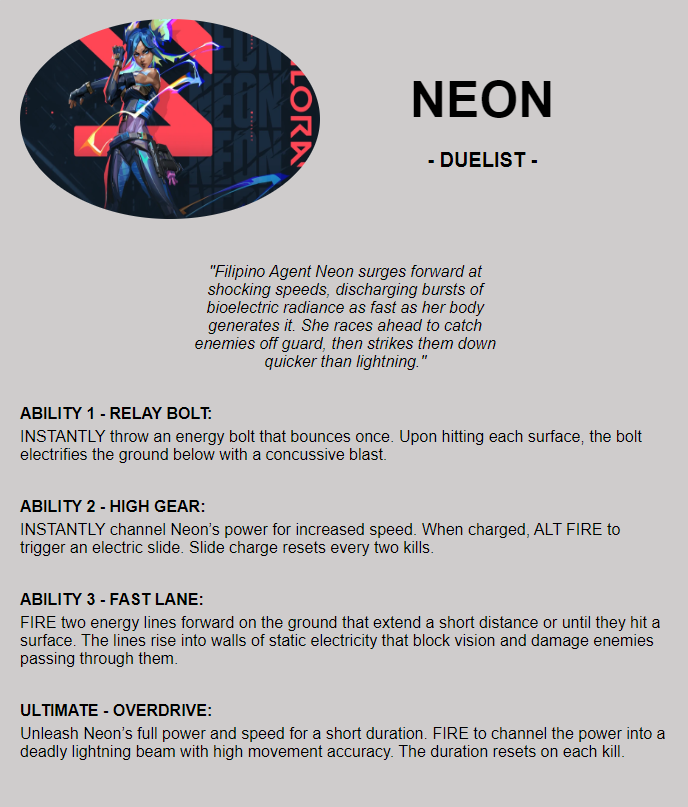 NEON
NEON
NEON
NEON
- DUELIST -
"Filipino Agent Neon surges forward at
shocking speeds, discharging bursts of
bioelectric radiance as fast as her body
generates it. She races ahead to catch
enemies off guard, then strikes them down
quicker than lightning."
ABILITY 1 - RELAY BOLT:
INSTANTLY throw an energy bolt that bounces once. Upon hitting each surface, the bolt
electrifies the ground below with a concussive blast.
ABILITY 2 - HIGH GEAR:
INSTANTLY channel Neon’s power for increased speed. When charged, ALT FIRE to
trigger an electric slide. Slide charge resets every two kills.
ABILITY 3 - FAST LANE:
FIRE two energy lines forward on the ground that extend a short distance or until they hit a
surface. The lines rise into walls of static electricity that block vision and damage enemies
passing through them.
ULTIMATE - OVERDRIVE:
Unleash Neon’s full power and speed for a short duration. FIRE to channel the power into a
deadly lightning beam with high movement accuracy. The duration resets on each kill.